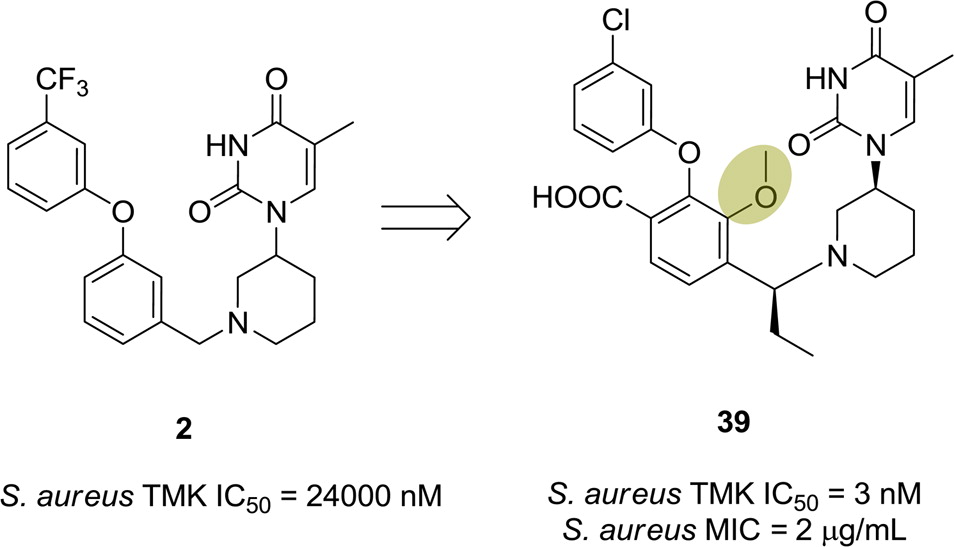 Cl
CF₃
O
O
HN
HN
O
N
O
N
O
O
HOOC
O
N
N
2
39
S. aureus TMK IC₅₀ = 24000 nM
S. aureus TMK IC₅₀ = 3 nM
S. aureus MIC = 2 μg/mL